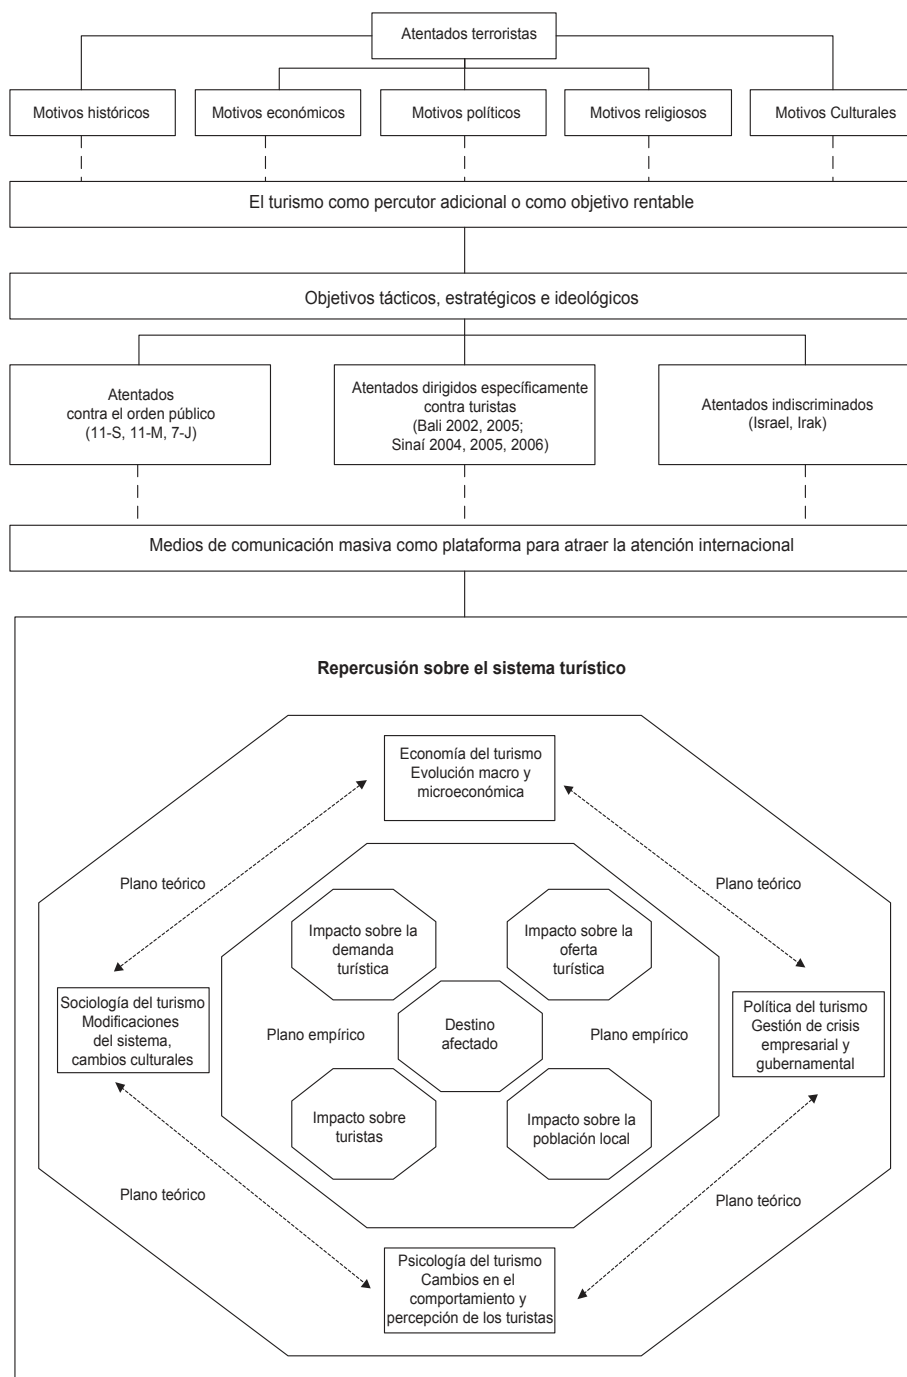 Atentados terroristas
Motivos históricos
Motivos económicos
Motivos políticos
Motivos religiosos
Motivos Culturales
El turismo como percutor adicional o como objetivo rentable
Objetivos tácticos, estratégicos e ideológicos
Atentados
contra el orden público
(11-S, 11-M, 7-J)
Atentados dirigidos específicamente
contra turistas
(Bali 2002, 2005;
Sinaí 2004, 2005, 2006)
Atentados indiscriminados
(Israel, Irak)
Medios de comunicación masiva como plataforma para atraer la atención internacional
Repercusión sobre el sistema turístico
Economía del turismo
Evolución macro y
microeconómica
Plano teórico
Plano teórico
Impacto sobre la
demanda
turística
Impacto sobre la
oferta
turística
Sociología del turismo
Modificaciones
del sistema,
cambios culturales
Plano empírico
Destino
afectado
Plano empírico
Política del turismo
Gestión de crisis
empresarial y
gubernamental
Impacto sobre
turistas
Impacto sobre la
población local
Plano teórico
Plano teórico
Psicología del turismo
Cambios en el
comportamiento y
percepción de los turistas